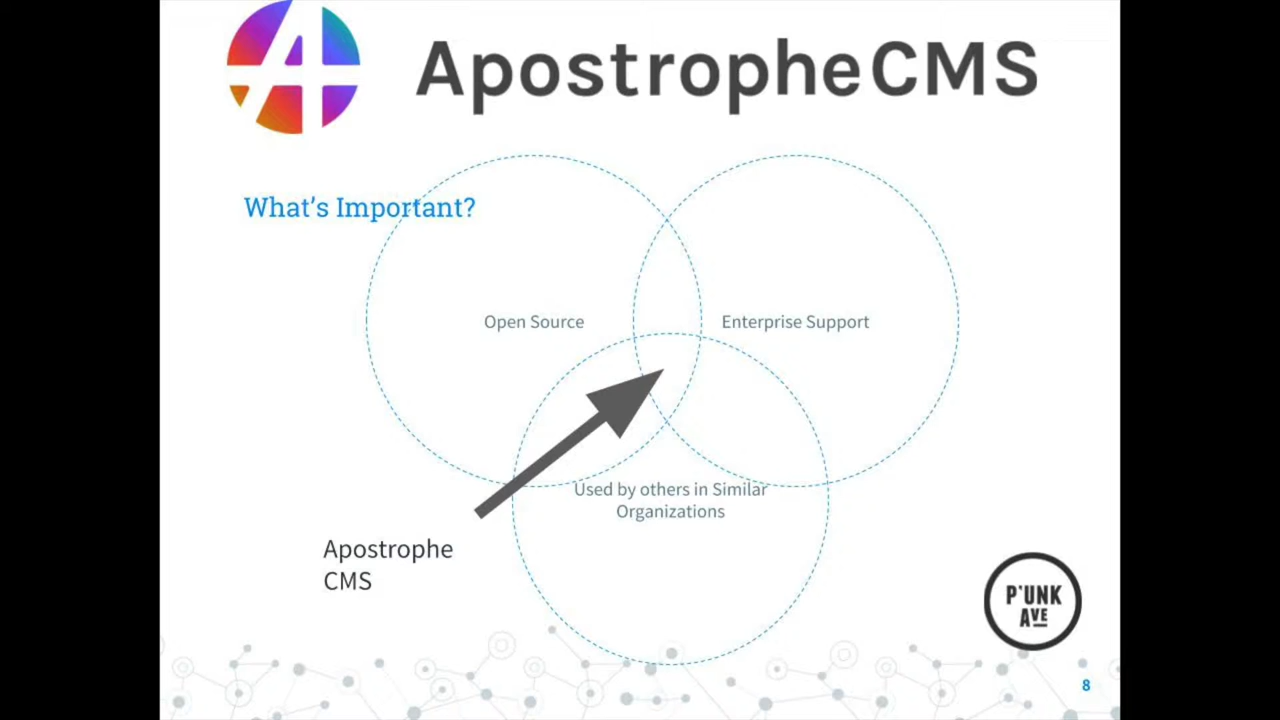 ApostropheCMS
What's Important?
Open Source
Enterprise Support
Used by others in Similar
Organizations
Apostrophe
CMS
P'UNK
AVE
8